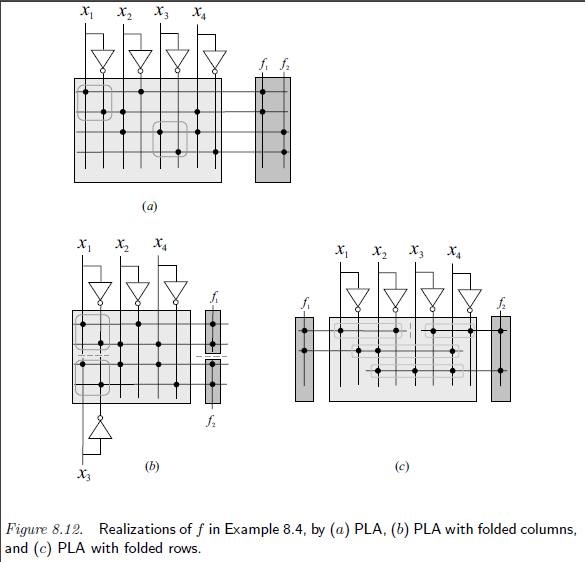 x₁ x₂ x₃ x₄
f₁ f₂
(a)
x₁ x₂ x₄
f₁
f₂
x₃
(b)
x₁ x₂ x₃ x₄
f₁ f₂
(c)
Figure 8.12. Realizations of f in Example 8.4, by (a) PLA, (b) PLA with folded columns,
and (c) PLA with folded rows.